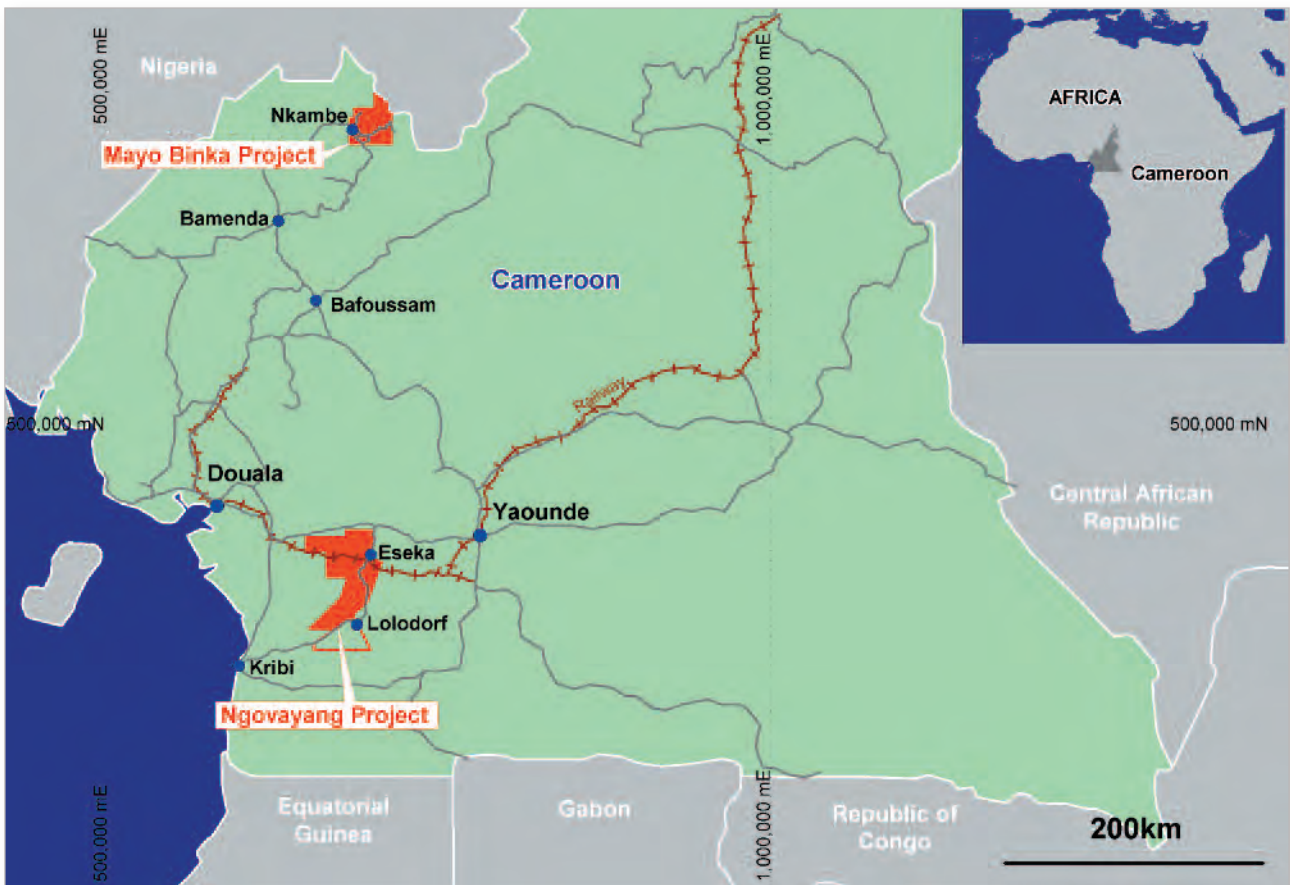 Nigeria
500,000 mE
1,000,000 mE
AFRICA
Cameroon
Nkambe
Mayo Binka Project
Bamenda
Bafoussam
Cameroon
Railway
500,000 mN
500,000 mN
Douala
Yaounde
Central African
Republic
Eseka
Lolodorf
Kribi
Ngovayang Project
Equatorial
Guinea
Gabon
Republic of
Congo
500.000 mE
1,000,000 mE
200km